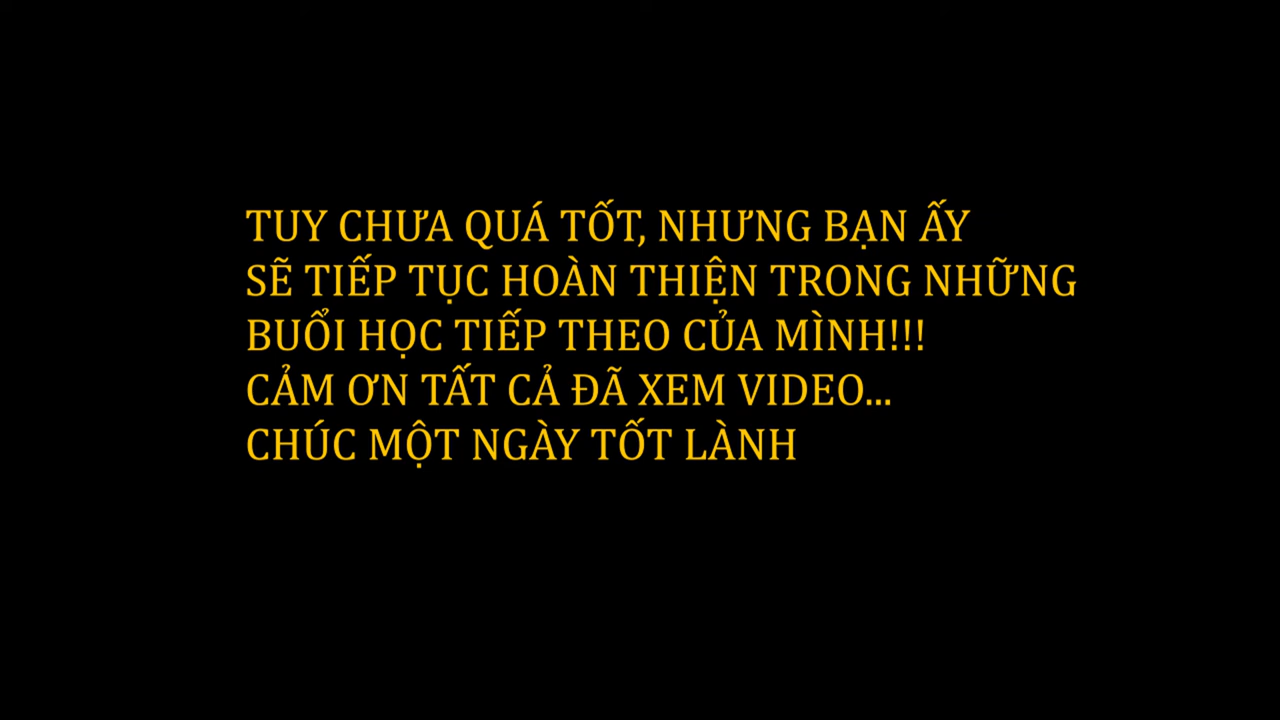 TUY CHƯA QUÁ TỐT, NHƯNG BẠN ẤY
SẼ TIẾP TỤC HOÀN THIỆN TRONG NHỮNG
BUỔI HỌC TIẾP THEO CỦA MÌNH!!!
CẢM ƠN TẤT CẢ ĐÃ XEM VIDEO...
CHÚC MỘT NGÀY TỐT LÀNH